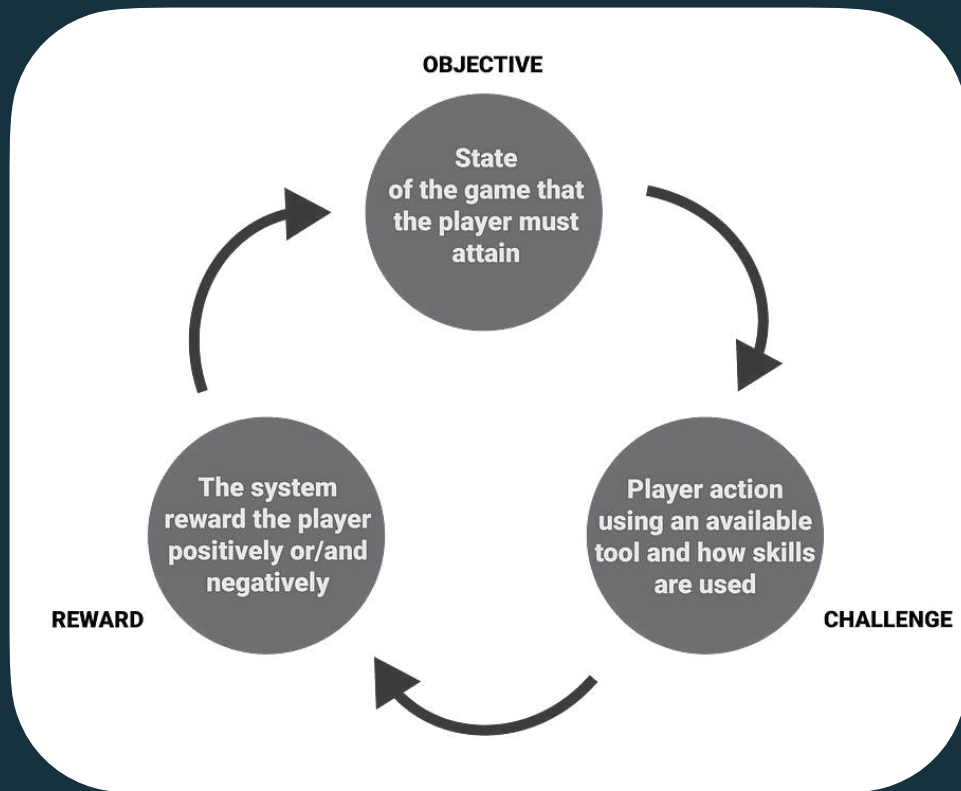 OBJECTIVE
State
of the game that
the player must
attain
The system
reward the player
positively or/and
negatively
REWARD
Player action
using an available
tool and how skills
are used
CHALLENGE